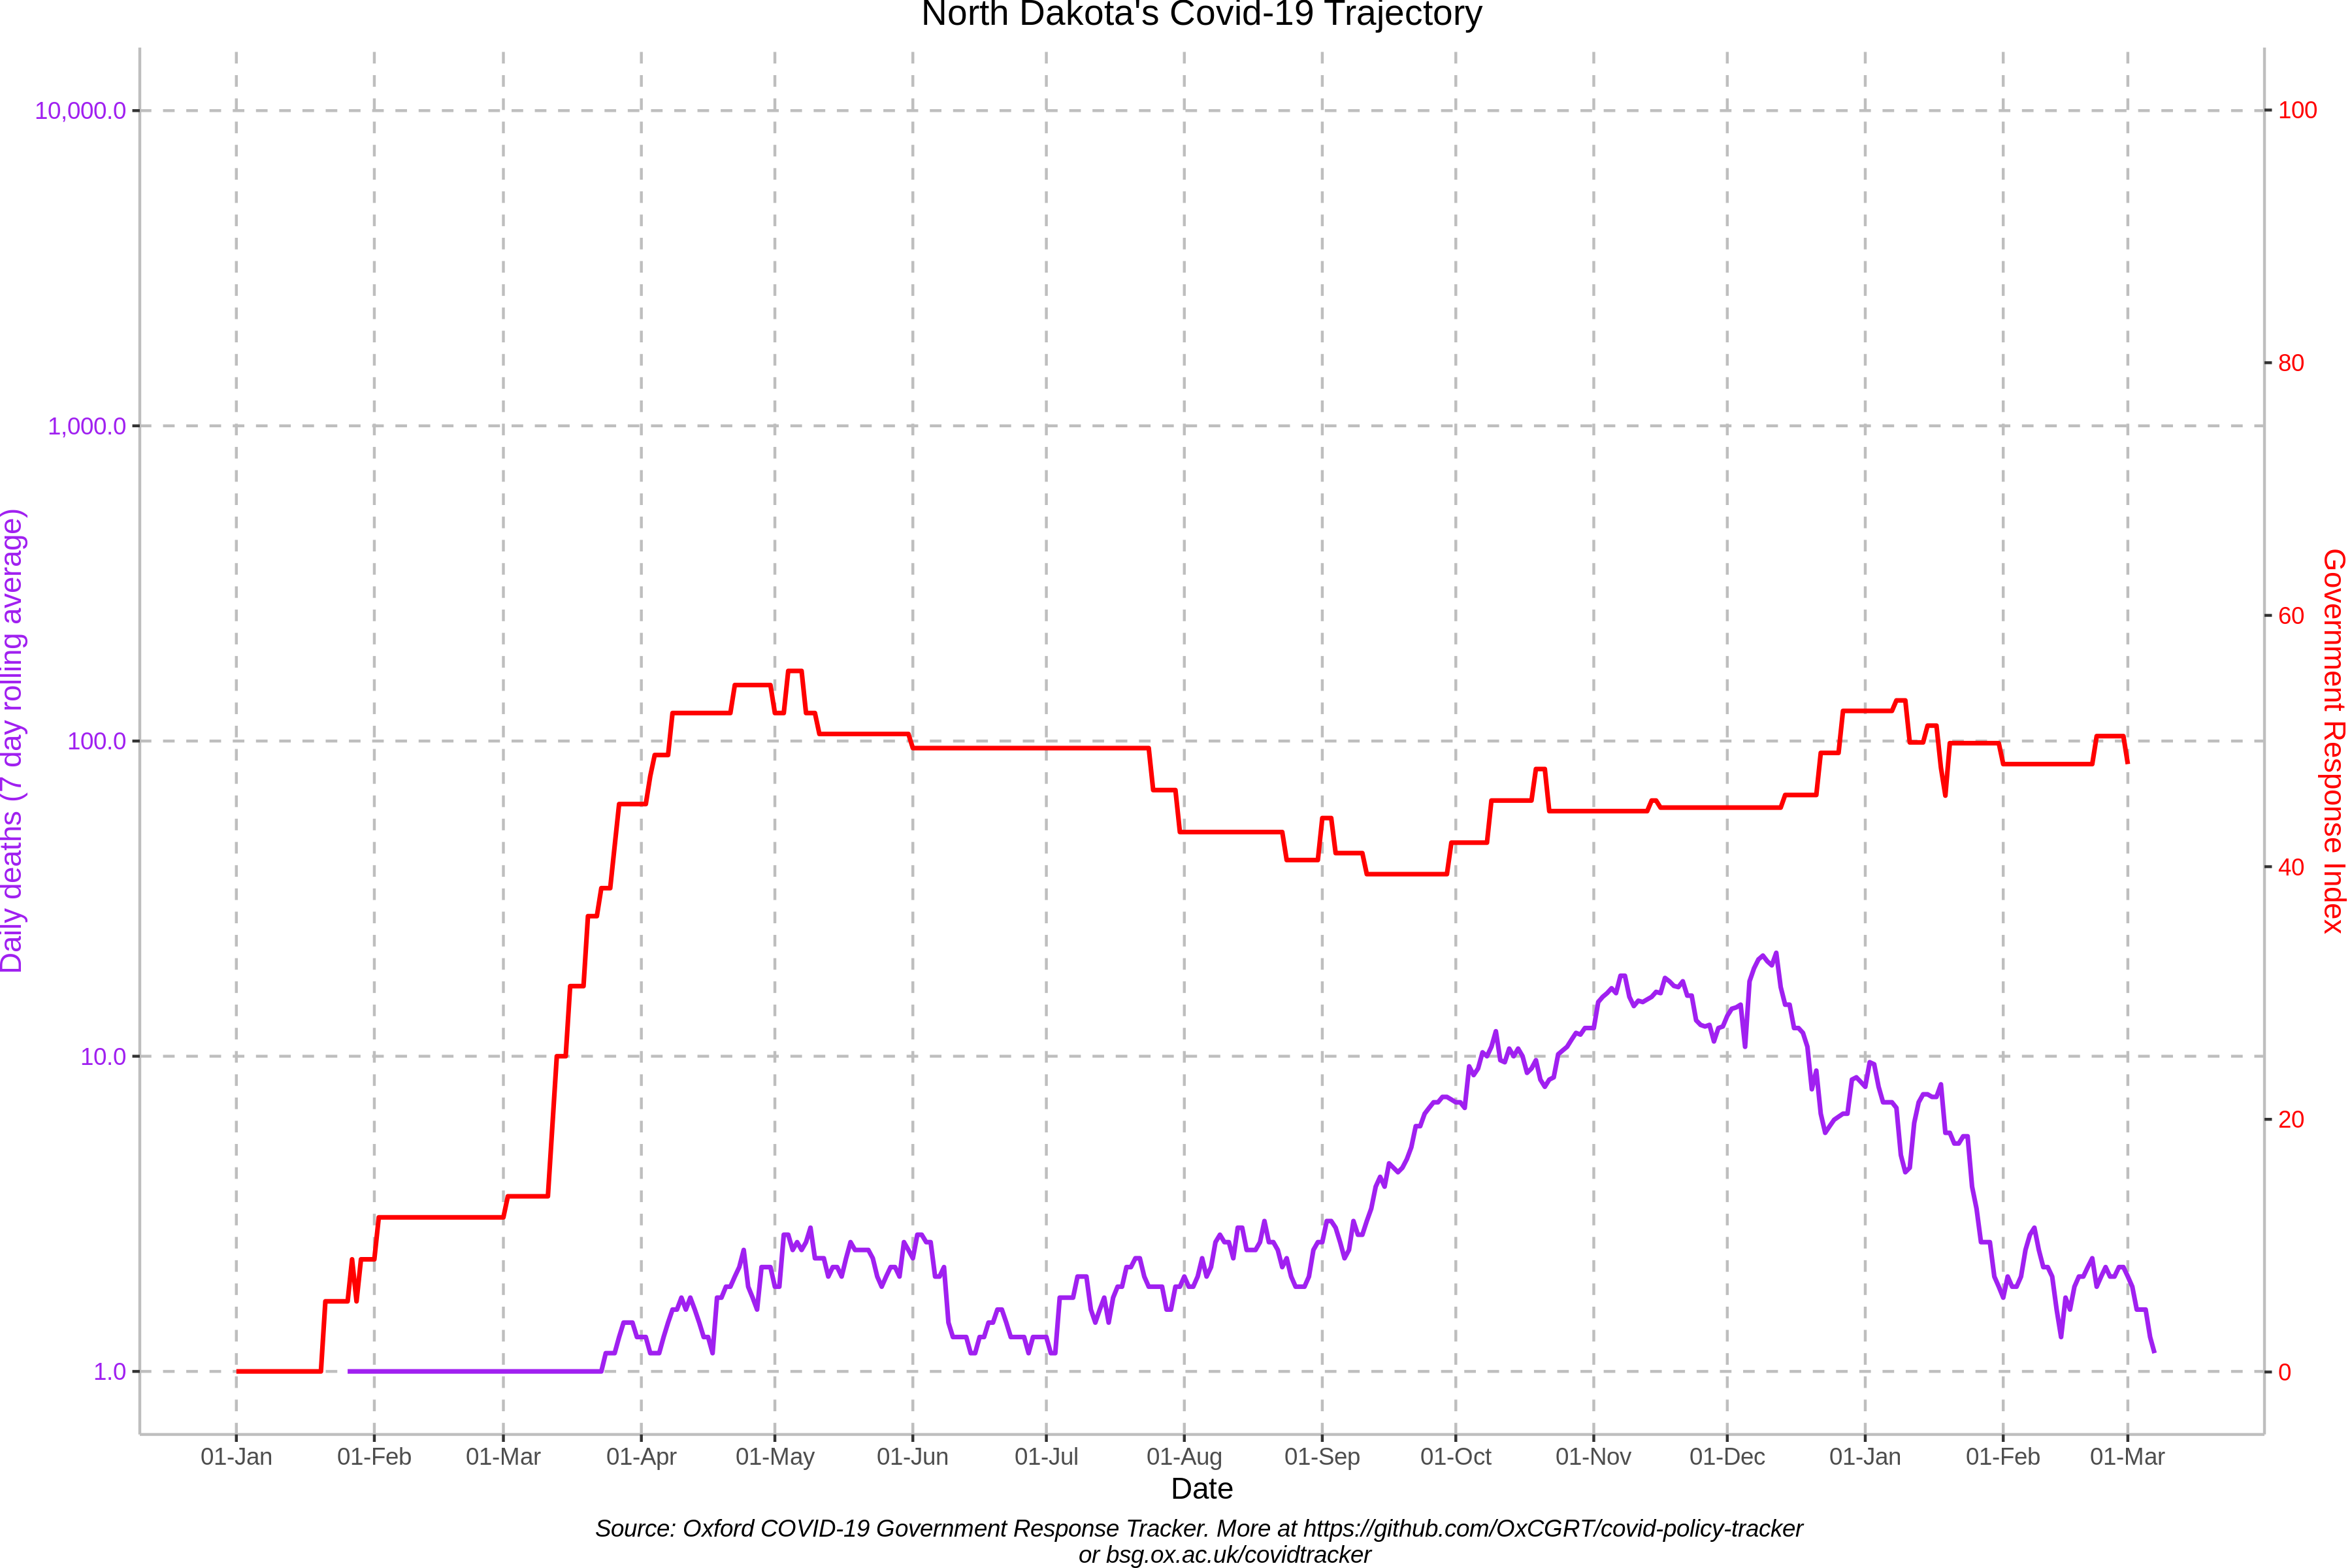 North Dakota's Covid-19 Trajectory
10,000.0
1,000.0
100.0
10.0
1.0
Daily deaths (7 day rolling average)
100
80
60
40
20
0
Government Response Index
01-Jan 01-Feb 01-Mar 01-Apr 01-May 01-Jun 01-Jul 01-Aug 01-Sep 01-Oct 01-Nov 01-Dec 01-Jan 01-Feb 01-Mar
Date
Source: Oxford COVID-19 Government Response Tracker. More at https://github.com/OxCGRT/covid-policy-tracker
or bsg.ox.ac.uk/covidtracker